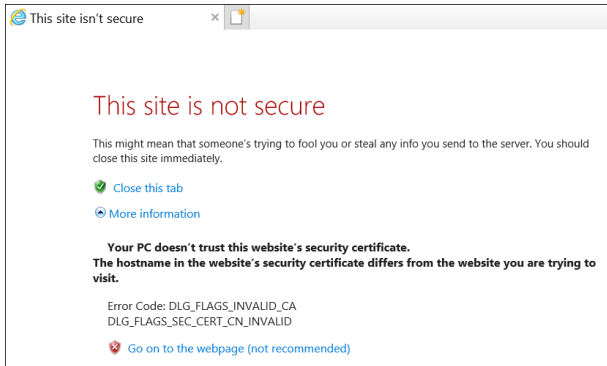 This site isn't secure
This site is not secure
This might mean that someone's trying to fool you or steal any info you send to the server. You should
close this site immediately.
Close this tab
More information
Your PC doesn't trust this website's security certificate.
The hostname in the website's security certificate differs from the website you are trying to
visit.
Error Code: DLG_FLAGS_INVALID_CA
DLG_FLAGS_SEC_CERT_CN_INVALID
Go on to the webpage (not recommended)